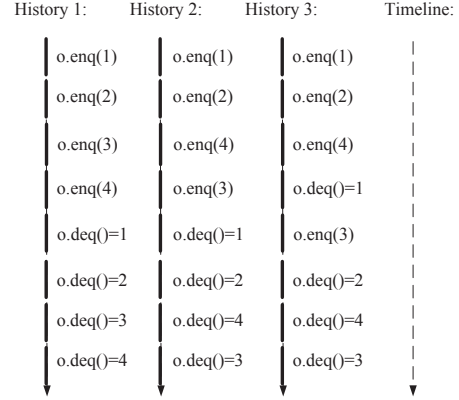 History 1: History 2: History 3: Timeline:
o.enq(1) o.enq(1) o.enq(1)
o.enq(2) o.enq(2) o.enq(2)
o.enq(3) o.enq(4) o.enq(4)
o.enq(4) o.enq(3) o.deq()=1
o.deq()=1 o.deq()=1 o.enq(3)
o.deq()=2 o.deq()=2 o.deq()=2
o.deq()=3 o.deq()=4 o.deq()=4
o.deq()=4 o.deq()=3 o.deq()=3